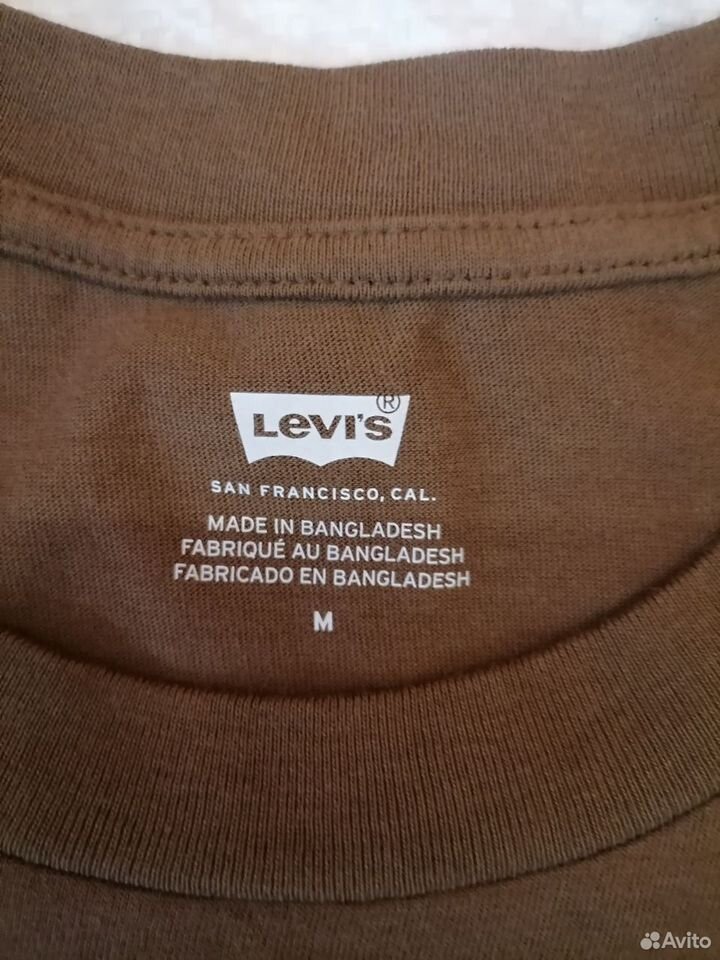 Levi's®
SAN FRANCISCO, CAL.
MADE IN BANGLADESH
FABRIQUÉ AU BANGLADESH
FABRICADO EN BANGLADESH
M
Avito